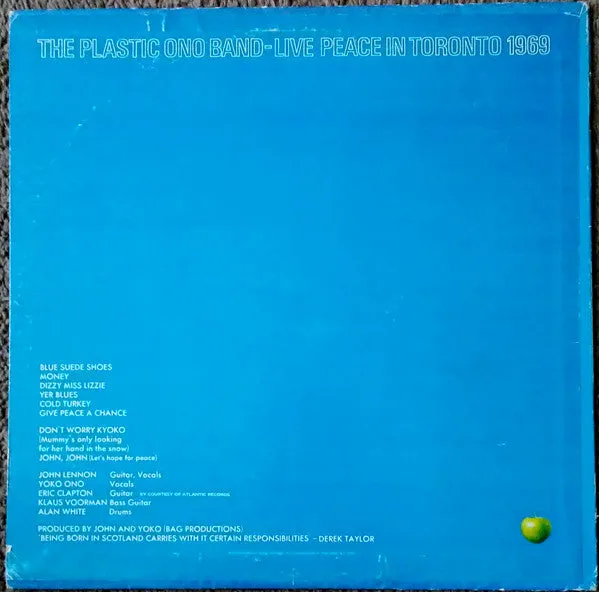 THE PLASTIC ONO BAND-LIVE PEACE IN TORONTO 1969
BLUE SUEDE SHOES
MONEY
DIZZY MISS LIZZIE
YER BLUES
COLD TURKEY
GIVE PEACE A CHANCE
DON'T WORRY KYOKO
(Mummy's only looking
for her hand in the snow)
JOHN, JOHN (Let's hope for peace)
JOHN LENNON Guitar, Vocals
YOKO ONO Vocals
ERIC CLAPTON Guitar BY COURTESY OF ATLANTIC RECORDS
KLAUS VOORMAN Bass Guitar
ALAN WHITE Drums
PRODUCED BY JOHN AND YOKO (BAG PRODUCTIONS)
'BEING BORN IN SCOTLAND CARRIES WITH IT CERTAIN RESPONSIBILITIES' - DEREK TAYLOR